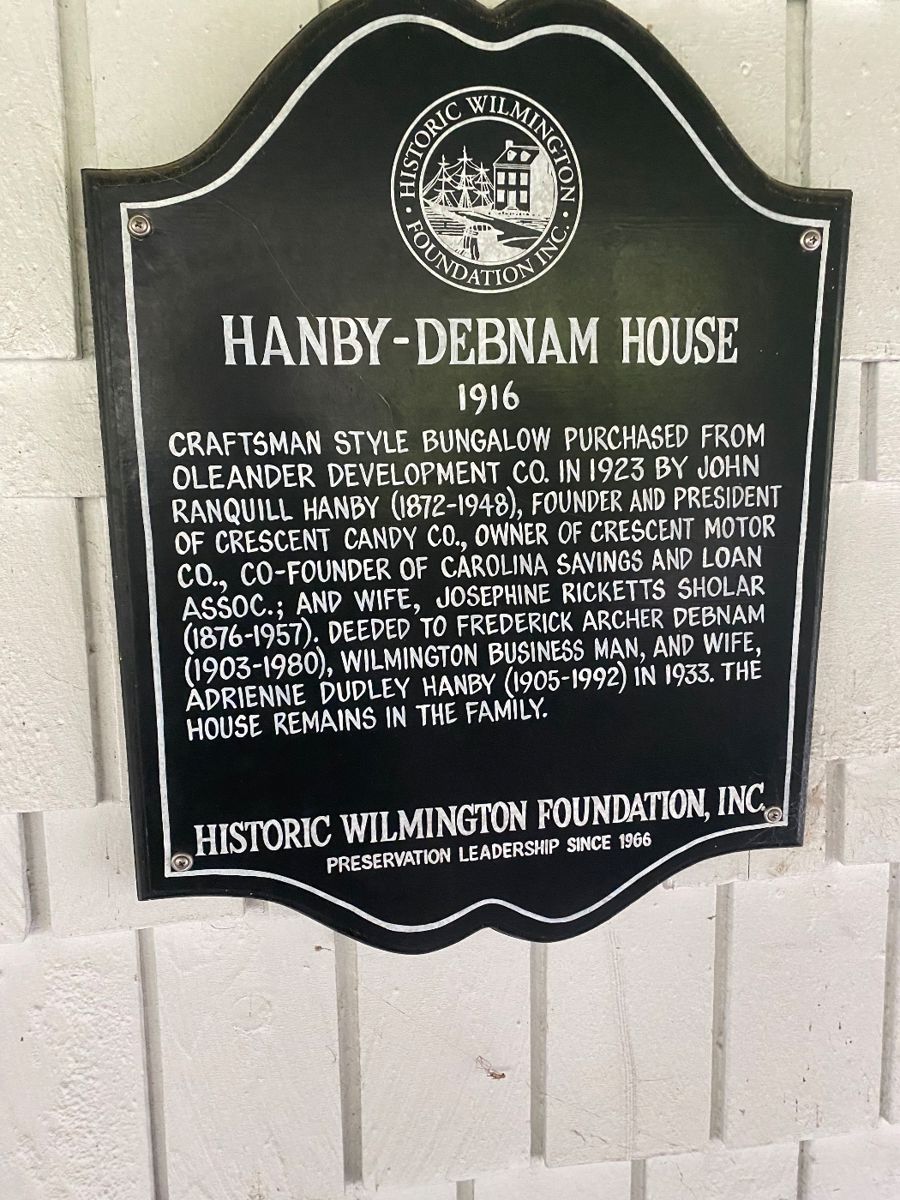 HISTORIC WILMINGTON
FOUNDATION INC.
HANBY-DEBNAM HOUSE
1916
CRAFTSMAN STYLE BUNGALOW PURCHASED FROM
OLEANDER DEVELOPMENT CO. IN 1923 BY JOHN
RANQUILL HANBY (1872-1948), FOUNDER AND PRESIDENT
OF CRESCENT CANDY CO., OWNER OF CRESCENT MOTOR
CO., CO-FOUNDER OF CAROLINA SAVINGS AND LOAN
ASSOC.; AND WIFE, JOSEPHINE RICKETTS SHOLAR
(1876-1957). DEEDED TO FREDERICK ARCHER DEBNAM
(1903-1980), WILMINGTON BUSINESS MAN, AND WIFE,
ADRIENNE DUDLEY HANBY (1905-1992) IN 1933. THE
HOUSE REMAINS IN THE FAMILY.
HISTORIC WILMINGTON FOUNDATION, INC.
PRESERVATION LEADERSHIP SINCE 1966